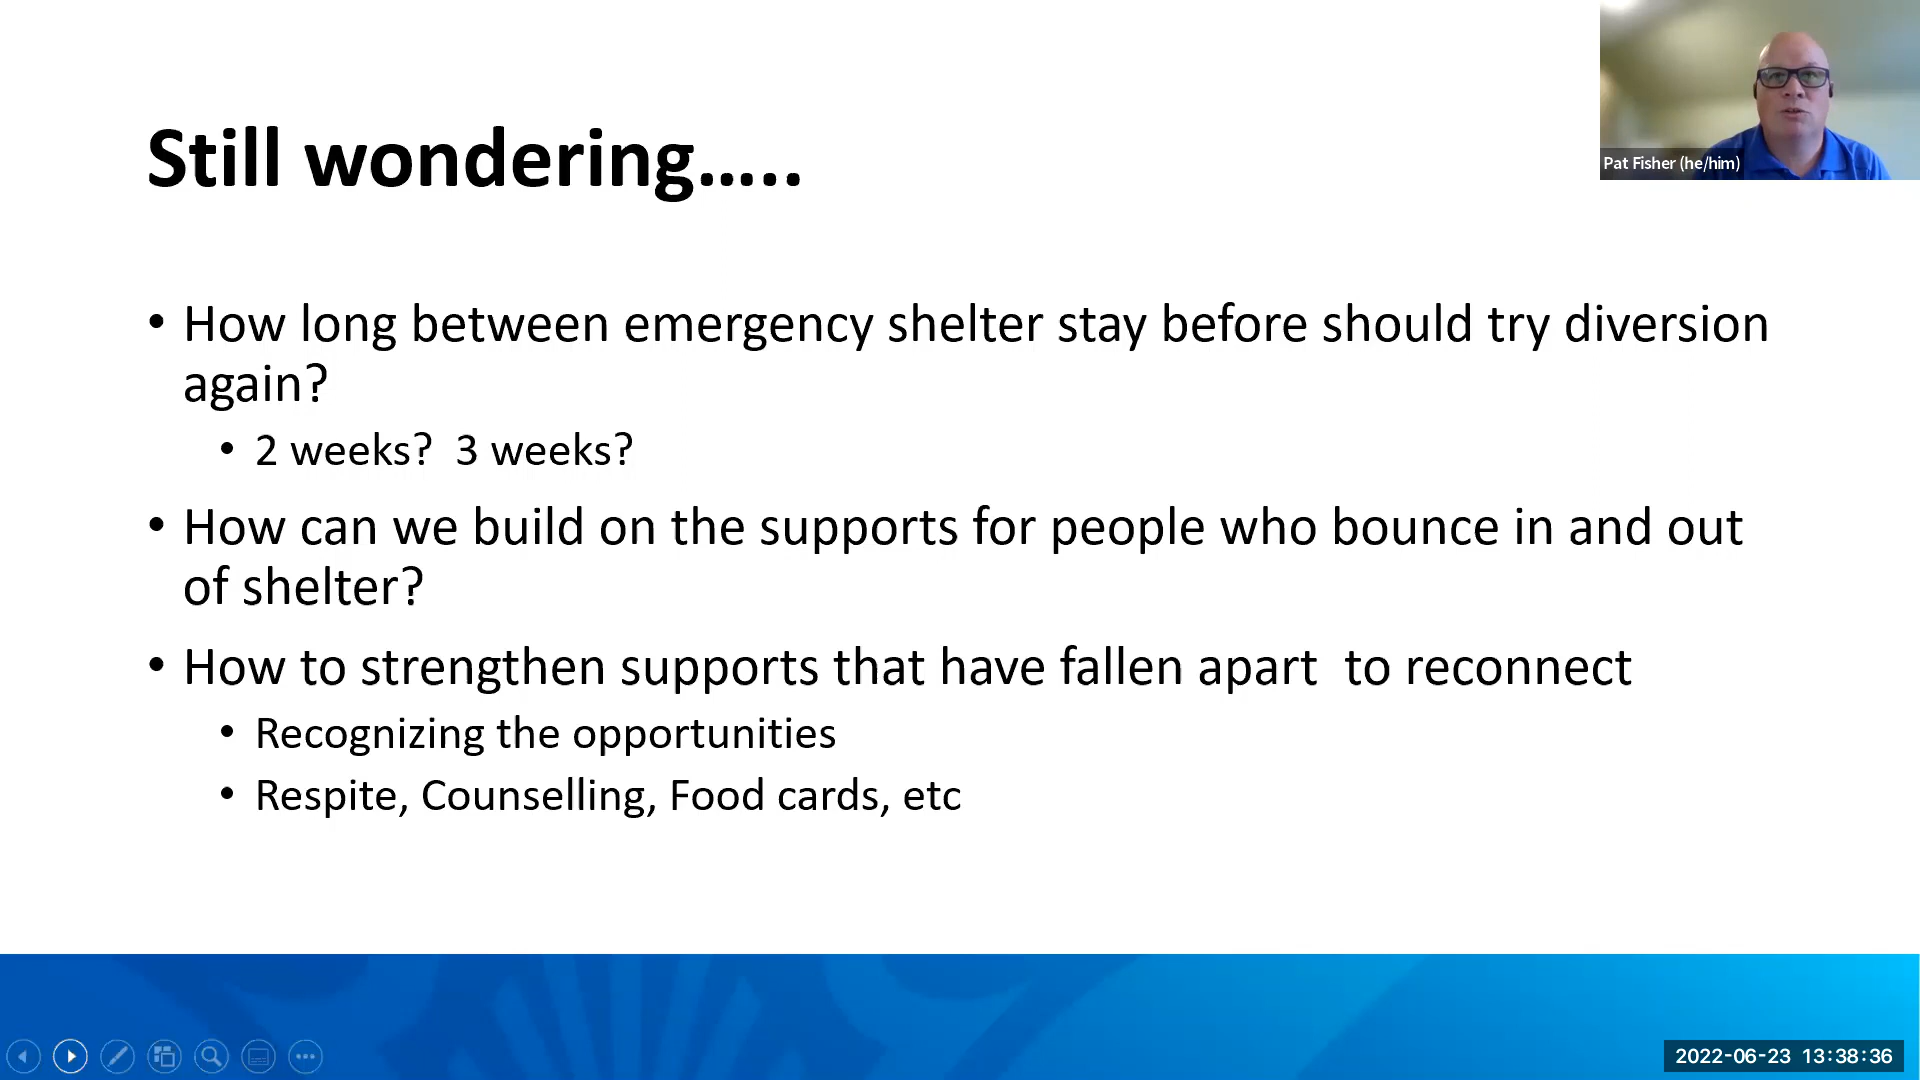 Still wondering.....
• How long between emergency shelter stay before should try diversion
again?
• 2 weeks?  3 weeks?
• How can we build on the supports for people who bounce in and out
of shelter?
• How to strengthen supports that have fallen apart  to reconnect
• Recognizing the opportunities
• Respite, Counselling, Food cards, etc
Pat Fisher (he/him)
2022-06-23 13:38:36